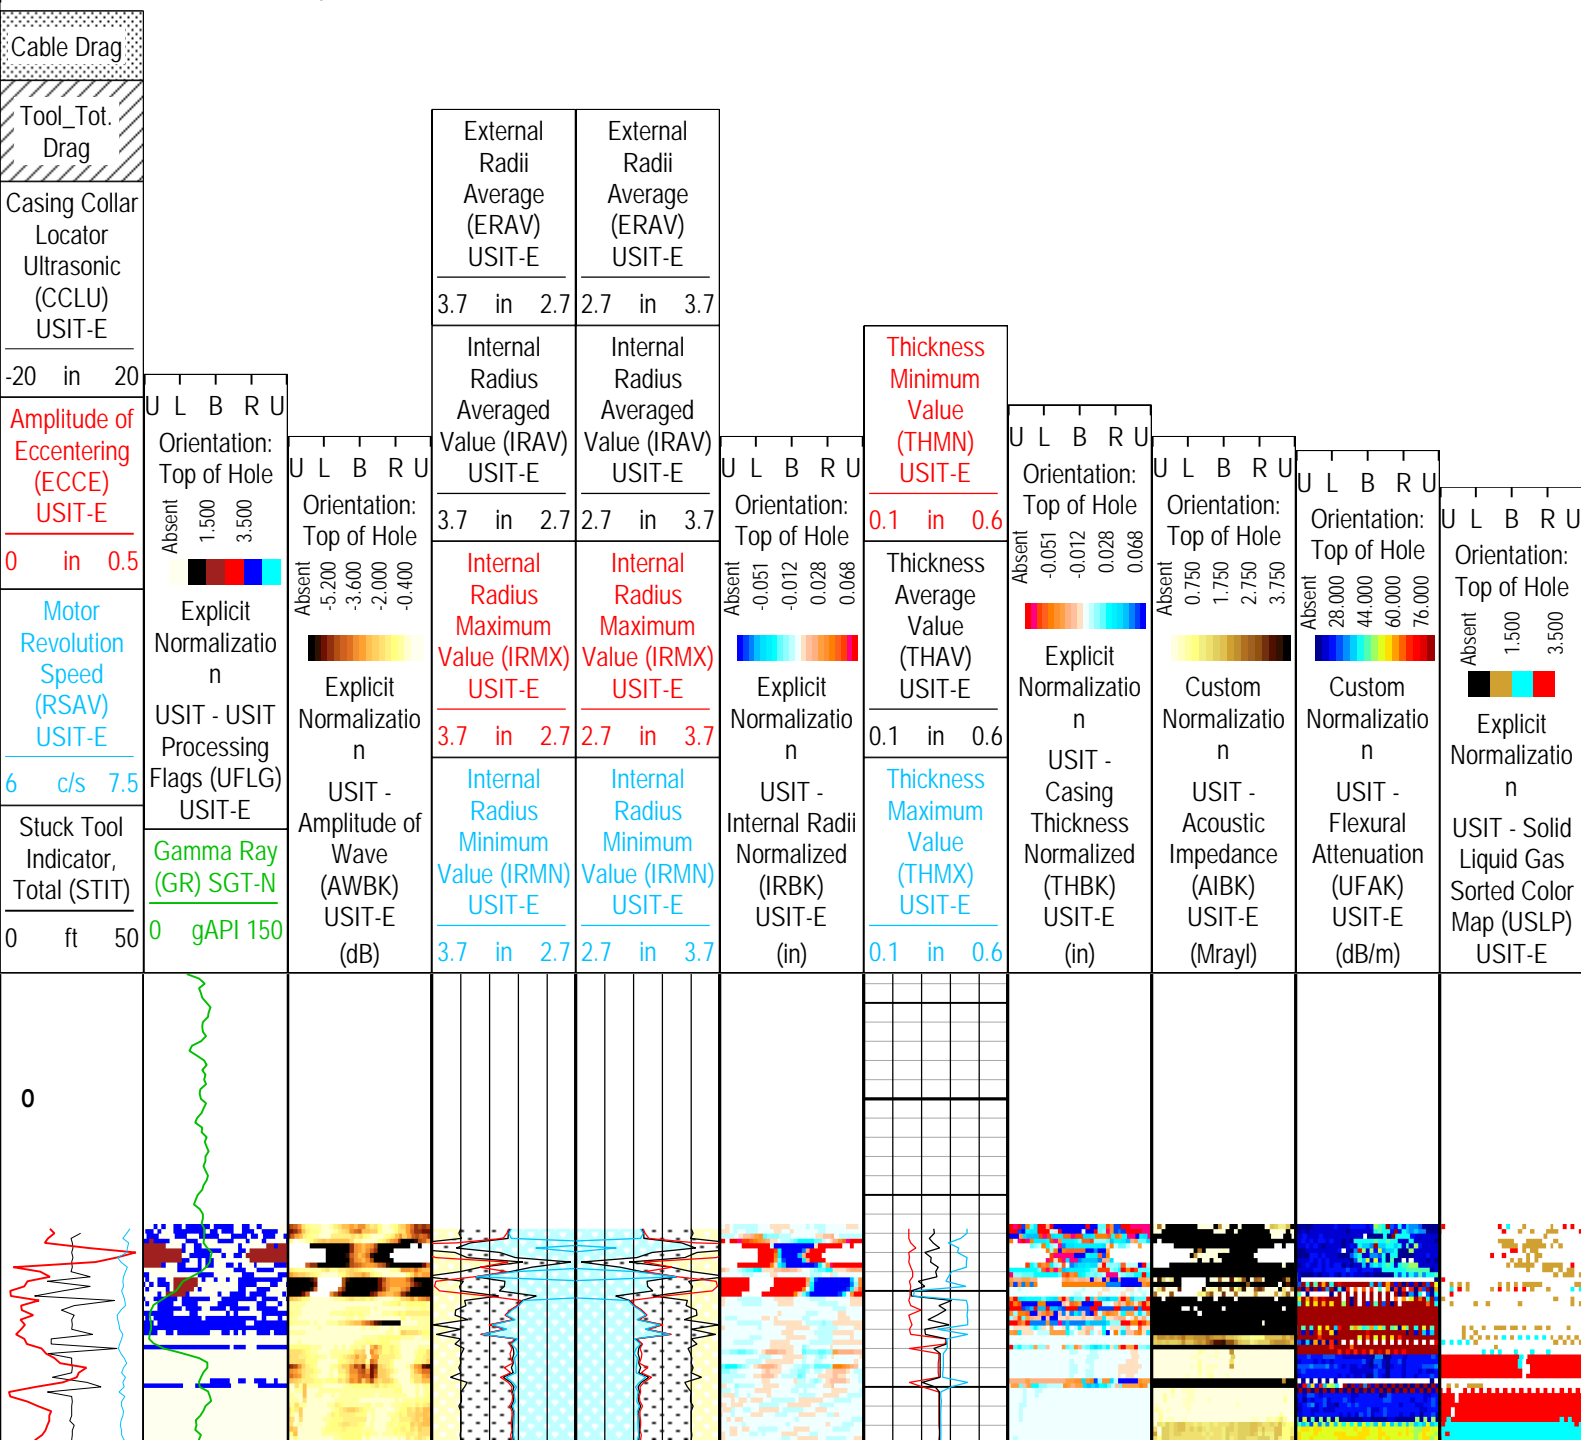 Cable Drag
Tool_Tot.
Drag
Casing Collar
Locator
Ultrasonic
(CCLU)
USIT-E
-20 in 20
Amplitude of
Eccentering
(ECCE)
USIT-E
0 in 0.5
Motor
Revolution
Speed
(RSAV)
USIT-E
6 c/s 7.5
Stuck Tool
Indicator,
Total (STIT)
0 ft 50
U L B R U
Orientation:
Top of Hole
Absent 1.500 3.500
Explicit
Normalizatio
n
USIT - USIT
Processing
Flags (UFLG)
USIT-E
Gamma Ray
(GR) SGT-N
0 gAPI 150
U L B R U
Orientation:
Top of Hole
Absent -5.200 -3.600 -2.000 -0.400
Explicit
Normalizatio
n
USIT -
Amplitude of
Wave
(AWBK)
USIT-E
(dB)
External
Radii
Average
(ERAV)
USIT-E
3.7 in 2.7
Internal
Radius
Averaged
Value (IRAV)
USIT-E
3.7 in 2.7
Internal
Radius
Maximum
Value (IRMX)
USIT-E
3.7 in 2.7
Internal
Radius
Minimum
Value (IRMN)
USIT-E
3.7 in 2.7
External
Radii
Average
(ERAV)
USIT-E
2.7 in 3.7
Internal
Radius
Averaged
Value (IRAV)
USIT-E
2.7 in 3.7
Internal
Radius
Maximum
Value (IRMX)
USIT-E
2.7 in 3.7
Internal
Radius
Minimum
Value (IRMN)
USIT-E
2.7 in 3.7
U L B R U
Orientation:
Top of Hole
Absent -0.051 -0.012 0.028 0.068
Explicit
Normalizatio
n
USIT -
Internal Radii
Normalized
(IRBK)
USIT-E
(in)
Thickness
Minimum
Value
(THMN)
USIT-E
0.1 in 0.6
Thickness
Average
Value
(THAV)
USIT-E
0.1 in 0.6
Thickness
Maximum
Value
(THMX)
USIT-E
0.1 in 0.6
U L B R U
Orientation:
Top of Hole
Absent -0.051 -0.012 0.028 0.068
Explicit
Normalizatio
n
USIT -
Casing
Thickness
Normalized
(THBK)
USIT-E
(in)
U L B R U
Orientation:
Top of Hole
Absent 0.750 1.750 2.750 3.750
Custom
Normalizatio
n
USIT -
Acoustic
Impedance
(AIBK)
USIT-E
(Mrayl)
U L B R U
Orientation:
Top of Hole
Absent 28.000 44.000 60.000 76.000
Custom
Normalizatio
n
USIT -
Flexural
Attenuation
(UFAK)
USIT-E
(dB/m)
U L B R U
Orientation:
Top of Hole
Absent 1.500 3.500
Explicit
Normalizatio
n
USIT - Solid
Liquid Gas
Sorted Color
Map (USLP)
USIT-E
0